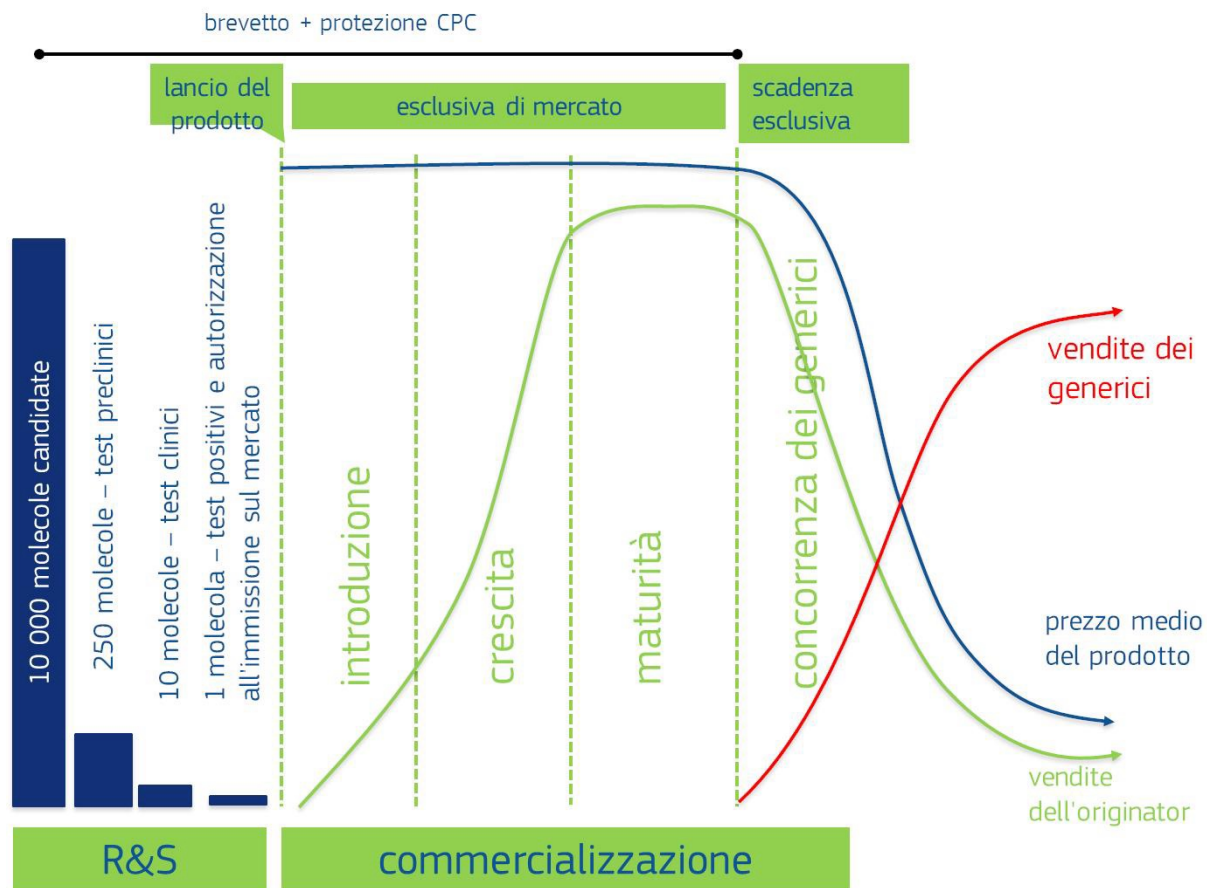 brevetto + protezione CPC
lancio del
prodotto
esclusiva di mercato
scadenza
esclusiva
10 000 molecole candidate
250 molecole – test preclinici
10 molecole – test clinici
1 molecola – test positivi e autorizzazione
all'immissione sul mercato
introduzione
crescita
maturità
concorrenza dei generici
vendite dei
generici
prezzo medio
del prodotto
vendite
dell'originator
R&S
commercializzazione